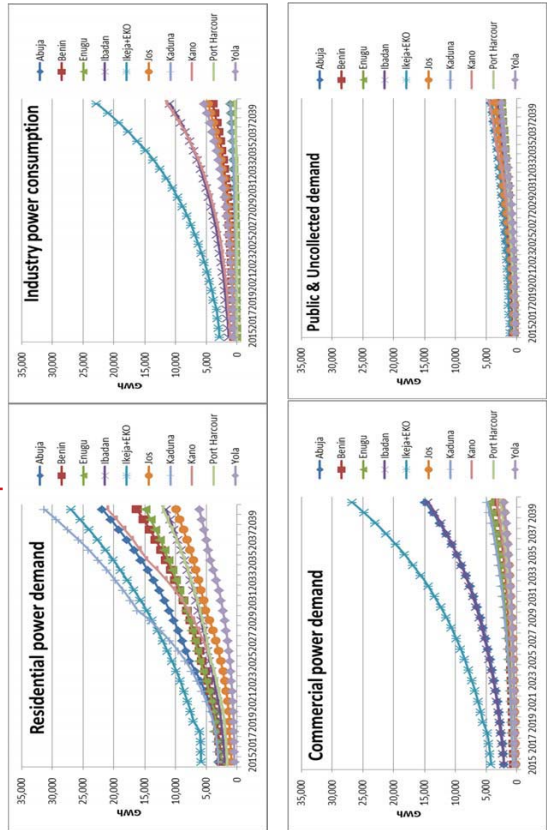 Residential power demand
35,000
30,000
25,000
20,000
15,000
10,000
5,000
0
GWh
2015 2017 2019 2021 2023 2025 2027 2029 2031 2033 2035 2037 2039
Abuja
Benin
Enugu
Ibadan
Ikeja+EKO
Jos
Kaduna
Kano
Port Harcour
Yola
Industry power consumption
35,000
30,000
25,000
20,000
15,000
10,000
5,000
0
GWh
2015 2017 2019 2021 2023 2025 2027 2029 2031 2033 2035 2037 2039
Abuja
Benin
Enugu
Ibadan
Ikeja+EKO
Jos
Kaduna
Kano
Port Harcour
Yola
Commercial power demand
35,000
30,000
25,000
20,000
15,000
10,000
5,000
0
GWh
2015 2017 2019 2021 2023 2025 2027 2029 2031 2033 2035 2037 2039
Abuja
Benin
Enugu
Ibadan
Ikeja+EKO
Jos
Kaduna
Kano
Port Harcour
Yola
Public & Uncollected demand
35,000
30,000
25,000
20,000
15,000
10,000
5,000
0
GWh
2015 2017 2019 2021 2023 2025 2027 2029 2031 2033 2035 2037 2039
Abuja
Benin
Enugu
Ibadan
Ikeja+EKO
Jos
Kaduna
Kano
Port Harcour
Yola